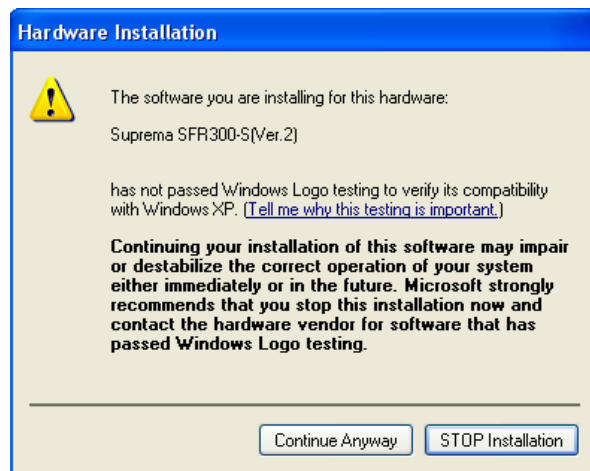 Hardware Installation
The software you are installing for this hardware:
Suprema SFR300-S(Ver.2)
has not passed Windows Logo testing to verify its compatibility
with Windows XP. (Tell me why this testing is important.)
Continuing your installation of this software may impair
or destabilize the correct operation of your system
either immediately or in the future. Microsoft strongly
recommends that you stop this installation now and
contact the hardware vendor for software that has
passed Windows Logo testing.
Continue Anyway
STOP Installation